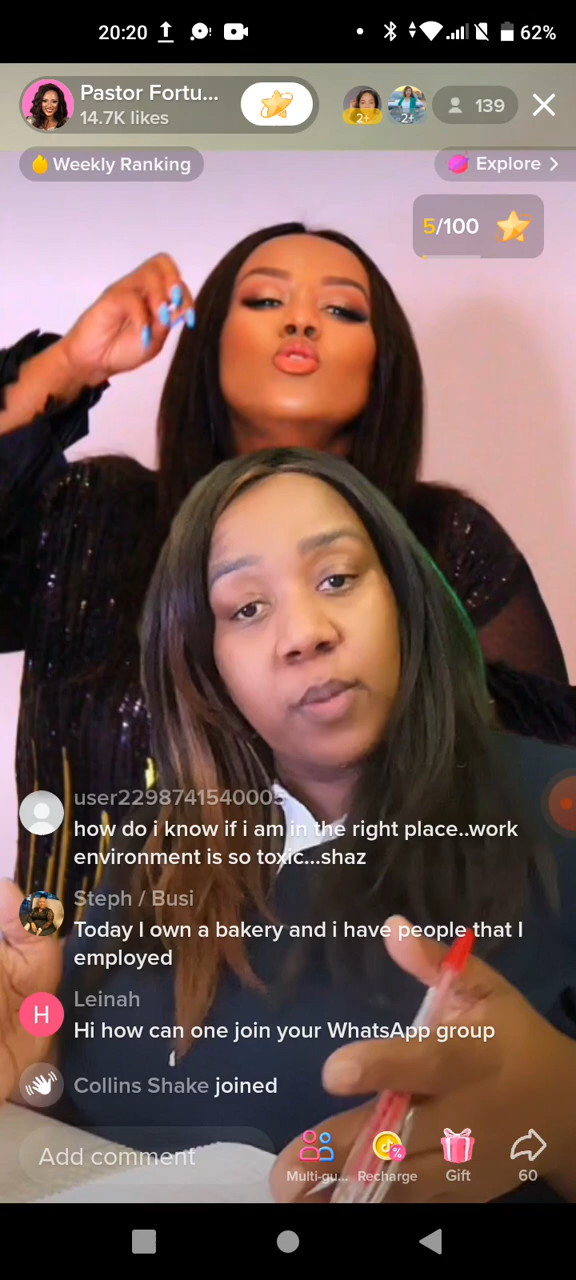 20:20
62%
Pastor Fortu...
14.7K likes
2+
2+
139
Weekly Ranking
Explore >
5/100
user2298741540005
how do i know if i am in the right place..work
environment is so toxic...shaz
Steph / Busi
Today I own a bakery and i have people that I
employed
H
Leinah
Hi how can one join your WhatsApp group
Collins Shake joined
Add comment
Multi-gu...
Recharge
Gift
60